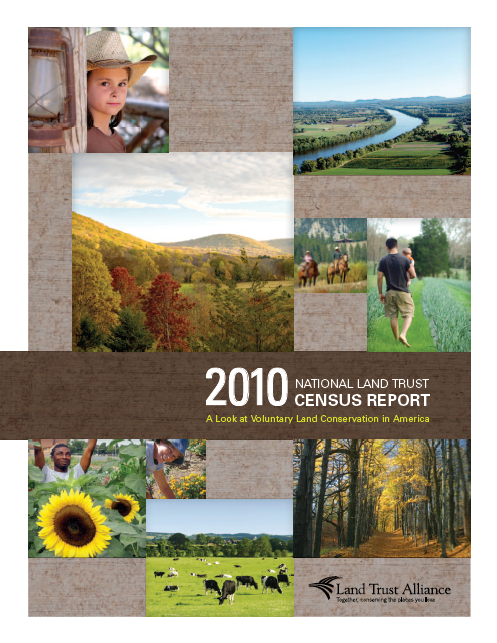 2010 NATIONAL LAND TRUST
CENSUS REPORT
A Look at Voluntary Land Conservation in America
Land Trust Alliance
Together, conserving the places you love